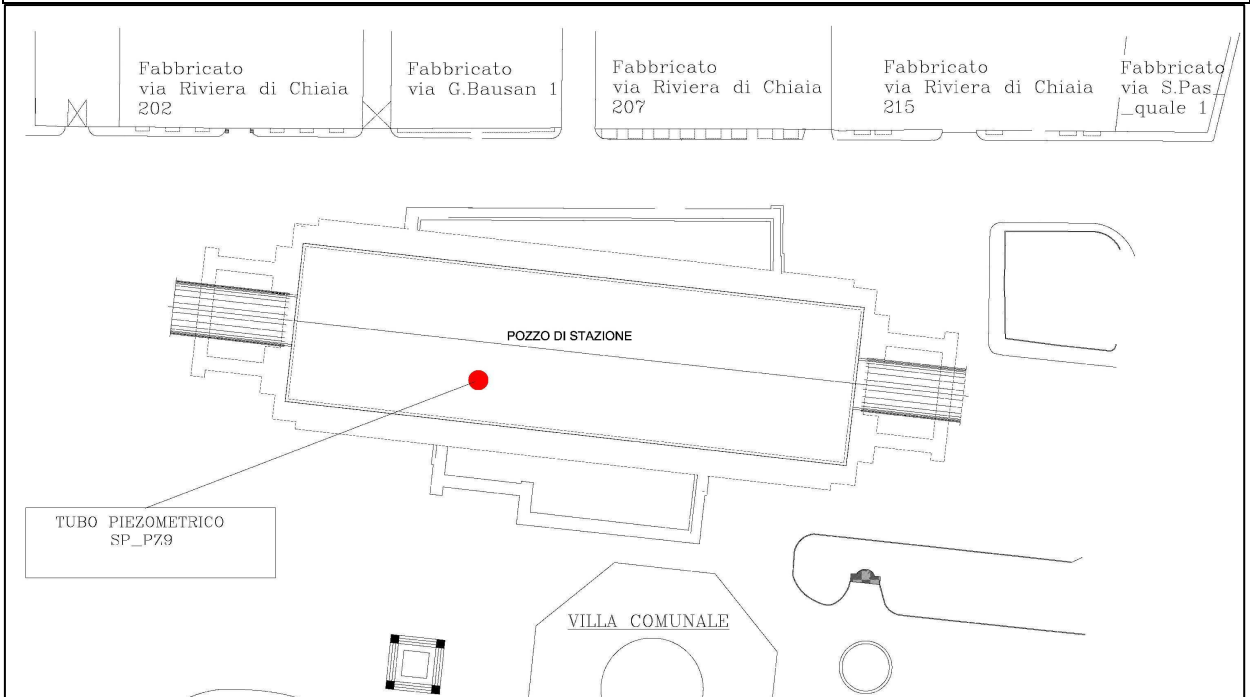 Fabbricato
via Riviera di Chiaia
202
Fabbricato
via G.Bausan 1
Fabbricato
via Riviera di Chiaia
207
Fabbricato
via Riviera di Chiaia
215
Fabbricato
via S.Pas_
_quale 1
POZZO DI STAZIONE
TUBO PIEZOMETRICO
SP_PZ9
VILLA COMUNALE